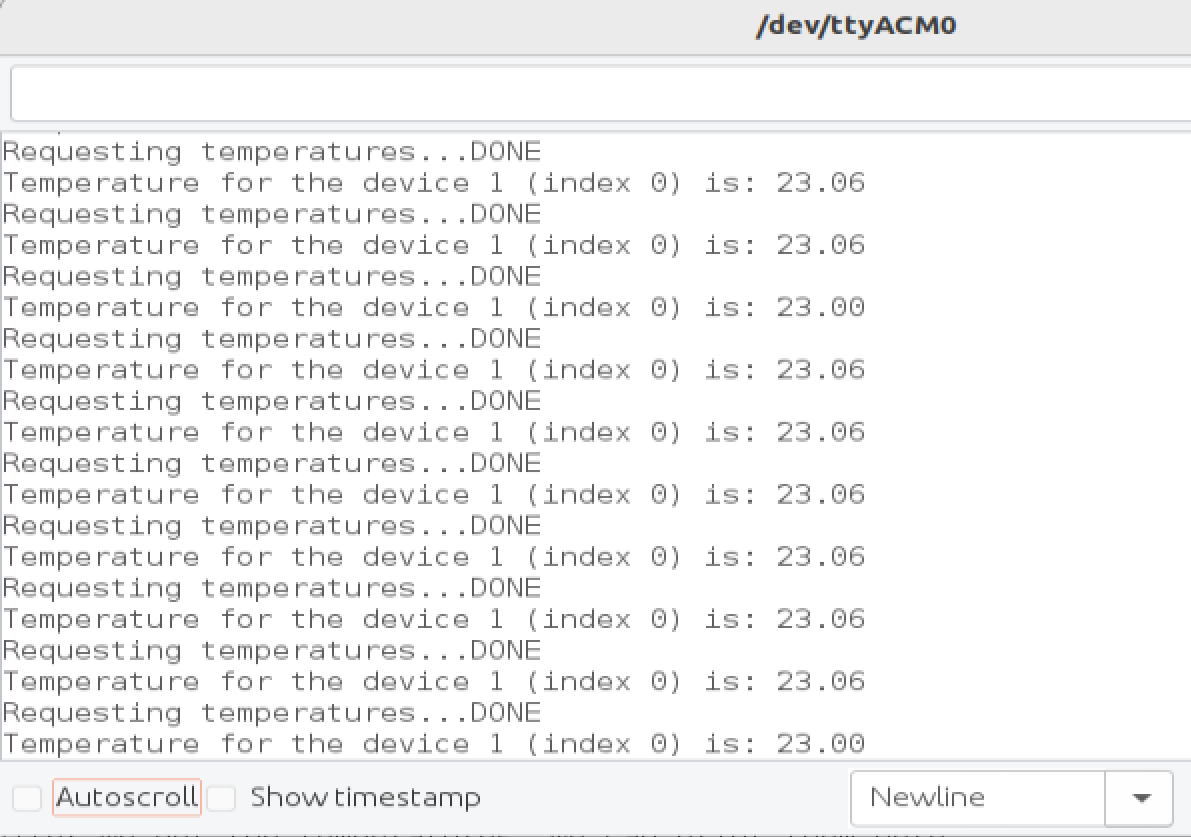 /dev/ttyACM0
Requesting temperatures...DONE
Temperature for the device 1 (index 0) is: 23.06
Requesting temperatures...DONE
Temperature for the device 1 (index 0) is: 23.06
Requesting temperatures...DONE
Temperature for the device 1 (index 0) is: 23.00
Requesting temperatures...DONE
Temperature for the device 1 (index 0) is: 23.06
Requesting temperatures...DONE
Temperature for the device 1 (index 0) is: 23.06
Requesting temperatures...DONE
Temperature for the device 1 (index 0) is: 23.06
Requesting temperatures...DONE
Temperature for the device 1 (index 0) is: 23.06
Requesting temperatures...DONE
Temperature for the device 1 (index 0) is: 23.06
Requesting temperatures...DONE
Temperature for the device 1 (index 0) is: 23.06
Requesting temperatures...DONE
Temperature for the device 1 (index 0) is: 23.00
Autoscroll Show timestamp Newline